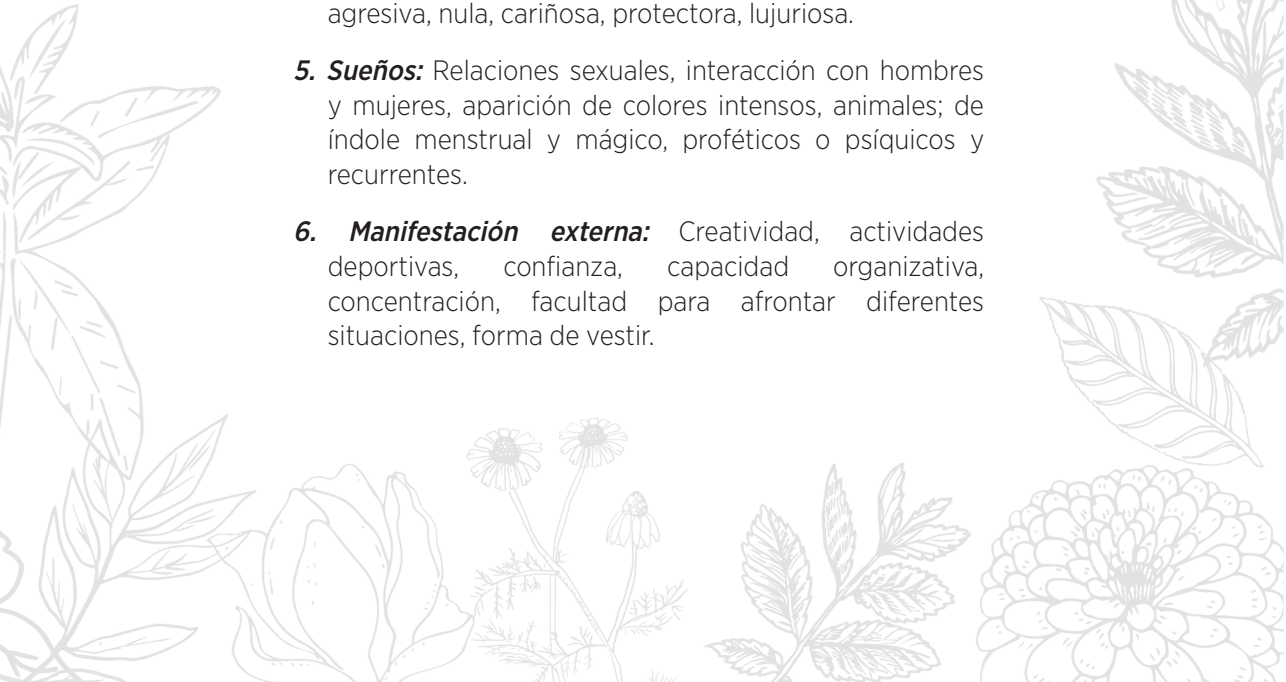 agresiva, nula, cariñosa, protectora, lujuriosa.
5. Sueños: Relaciones sexuales, interacción con hombres
y mujeres, aparición de colores intensos, animales; de
índole menstrual y mágico, proféticos o psíquicos y
recurrentes.
6. Manifestación externa: Creatividad, actividades
deportivas, confianza, capacidad organizativa,
concentración, facultad para afrontar diferentes
situaciones, forma de vestir.